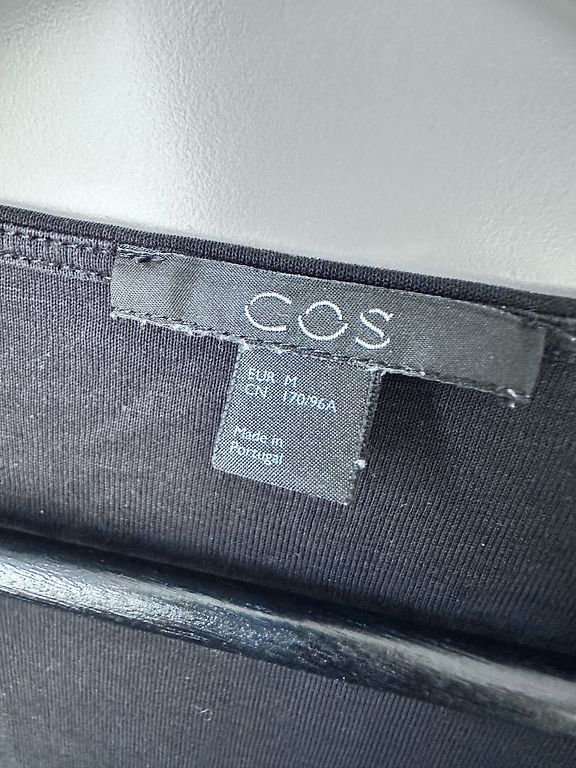 COS
EUR M
CN 170/96A
Made in
Portugal